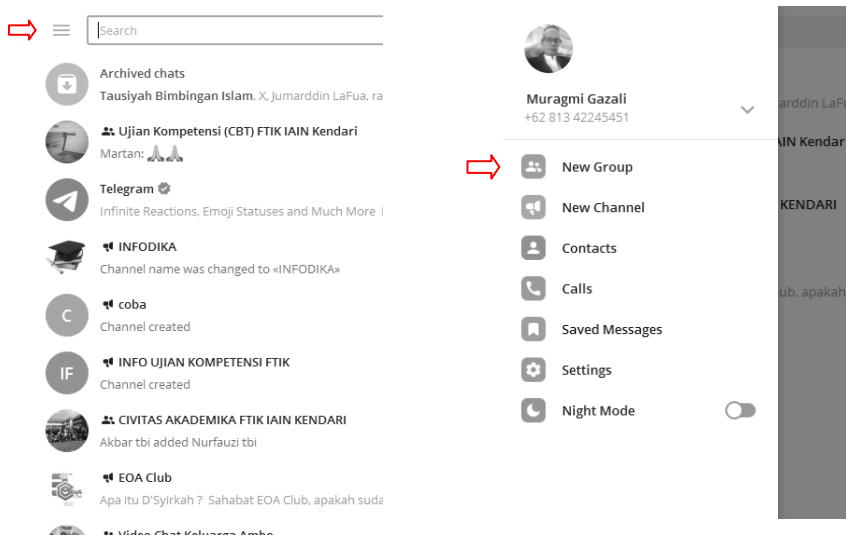 Search
Archived chats
Tausiyah Bimbingan Islam, X, Jumarddin LaFua, ra
Ujian Kompetensi (CBT) FTIK IAIN Kendari
Martan: 🙏🙏
Telegram
Infinite Reactions, Emoji Statuses and Much More
INFODIKA
Channel name was changed to «INFODIKA»
C
coba
Channel created
IF
INFO UJIAN KOMPETENSI FTIK
Channel created
CIVITAS AKADEMIKA FTIK IAIN KENDARI
Akbar tbi added Nurfauzi tbi
EOA Club
Apa itu D'Syirkah ? Sahabat EOA Club, apakah suda
Video Chat Keluarga Ambo
Muragmi Gazali
+62 813 42245451
New Group
New Channel
Contacts
Calls
Saved Messages
Settings
Night Mode
arddin LaFu
AIN Kendar
KENDARI
ub, apakah